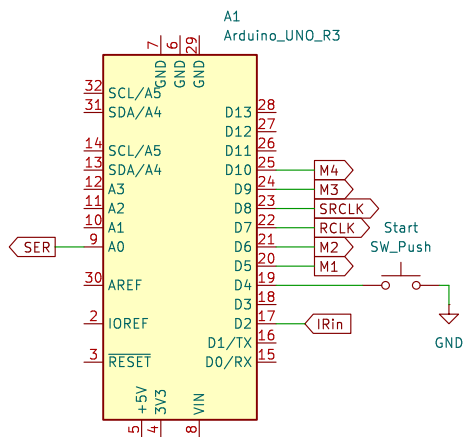 A1
Arduino_UNO_R3
7
6
29
GND
GND
GND
32
SCL/A5
31
SDA/A4
D13
28
D12
27
14
SCL/A5
D11
26
13
SDA/A4
D10
25
M4
12
A3
D9
24
M3
11
A2
D8
23
SRCLK
10
A1
D7
22
RCLK
SER
9
A0
D6
21
M2
D5
20
M1
Start
SW_Push
30
AREF
D4
19
D3
18
2
IOREF
D2
17
IRin
GND
D1/TX
16
3
RESET
D0/RX
15
+5V
3V3
VIN
5
4
8